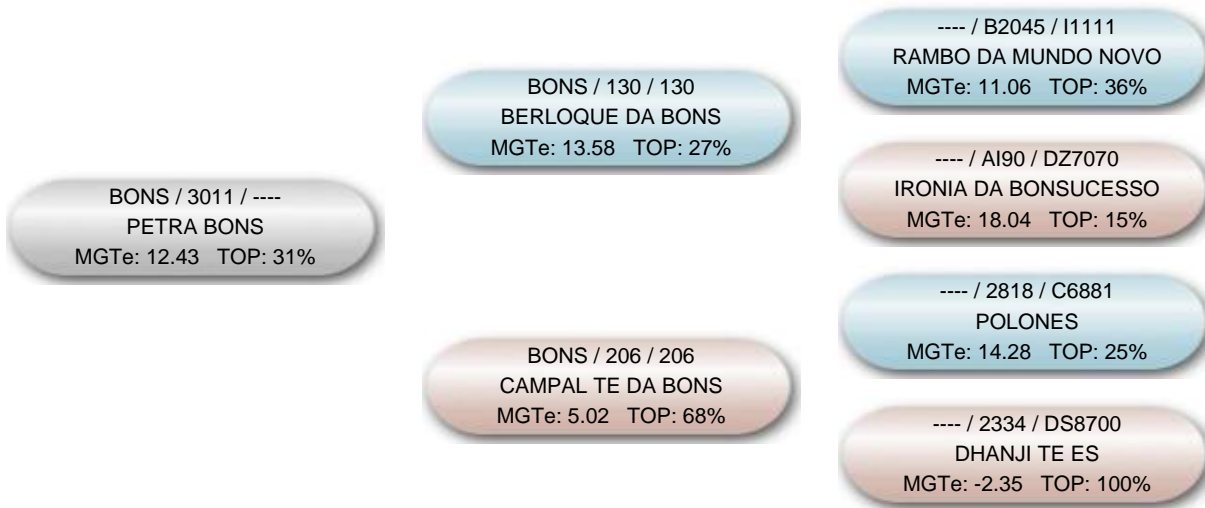 ---- / B2045 / I1111
RAMBO DA MUNDO NOVO
MGTe: 11.06 TOP: 36%
BONS / 130 / 130
BERLOQUE DA BONS
MGTe: 13.58 TOP: 27%
---- / AI90 / DZ7070
IRONIA DA BONSUCESSO
MGTe: 18.04 TOP: 15%
BONS / 3011 / ----
PETRA BONS
MGTe: 12.43 TOP: 31%
---- / 2818 / C6881
POLONES
MGTe: 14.28 TOP: 25%
BONS / 206 / 206
CAMPAL TE DA BONS
MGTe: 5.02 TOP: 68%
---- / 2334 / DS8700
DHANJI TE ES
MGTe: -2.35 TOP: 100%